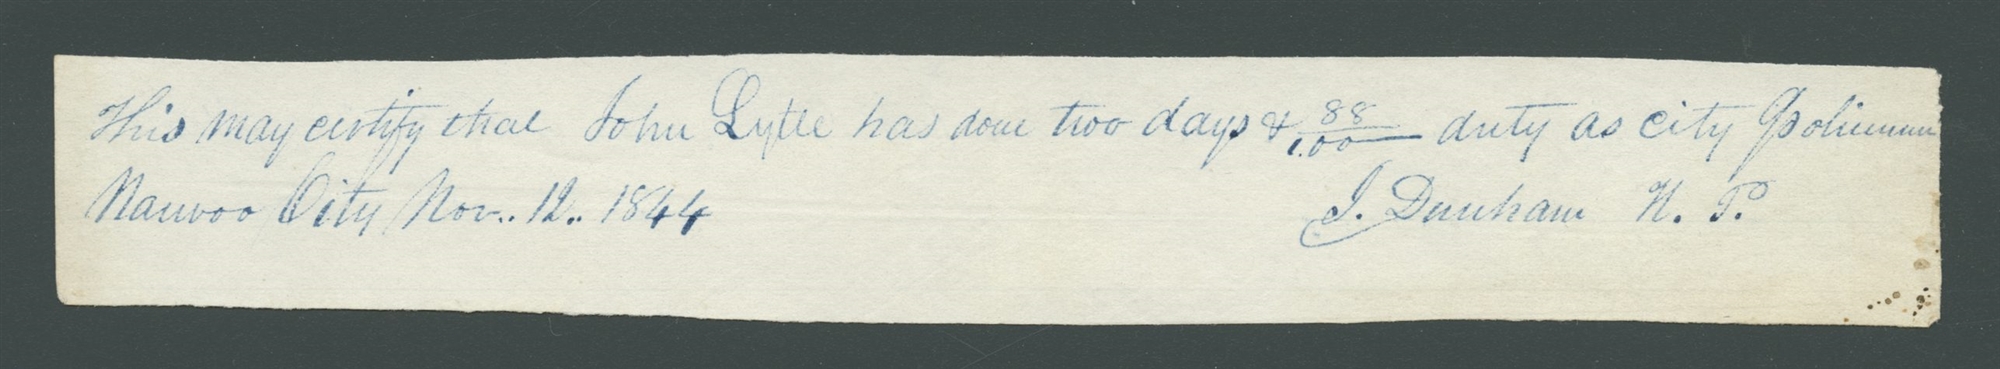 This may certify that John Lytle has done two days & 88/100 duty as city Policeman
Nauvoo City Nov.. 12.. 1844 J. Dunham H. P.